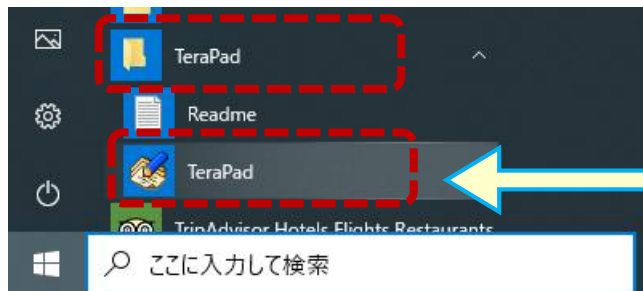 TeraPad
Readme
TeraPad
TripAdvisor Hotels Flights Restaurants
ここに入力して検索